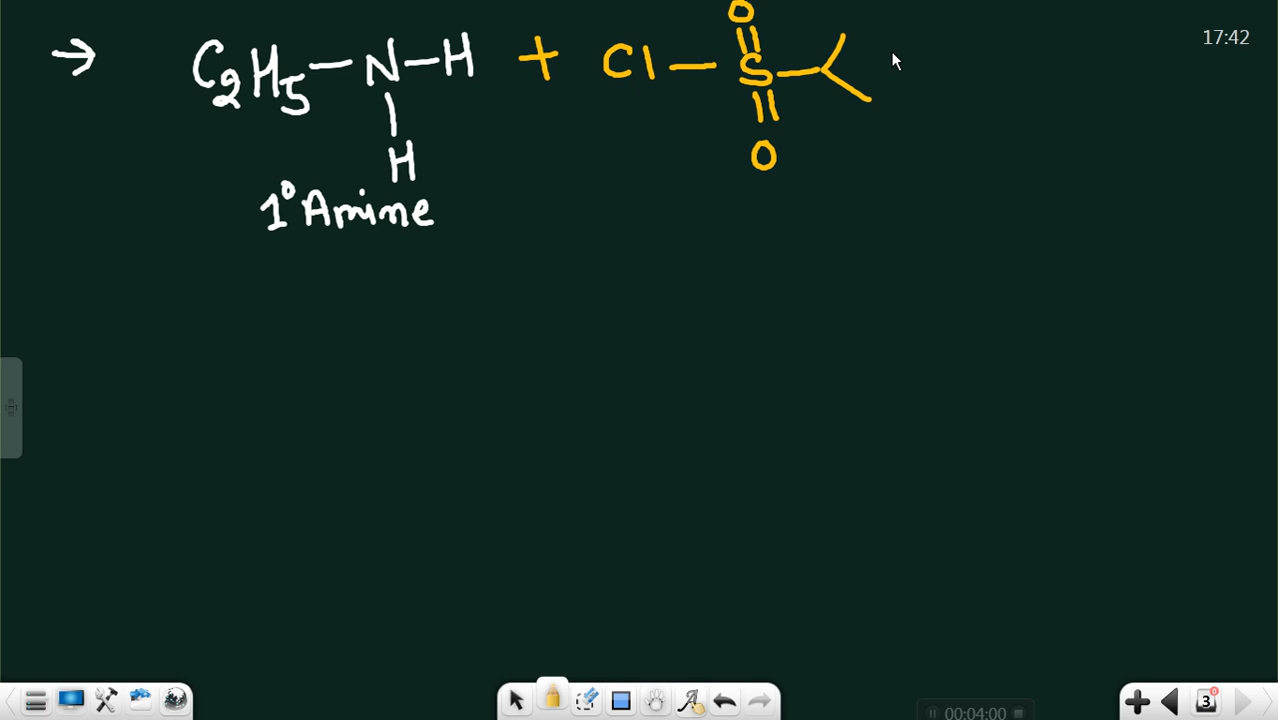 17:42
→ C₂H₅—N—H + Cl—S
O
O
H
1° Amine
3
00:04:00